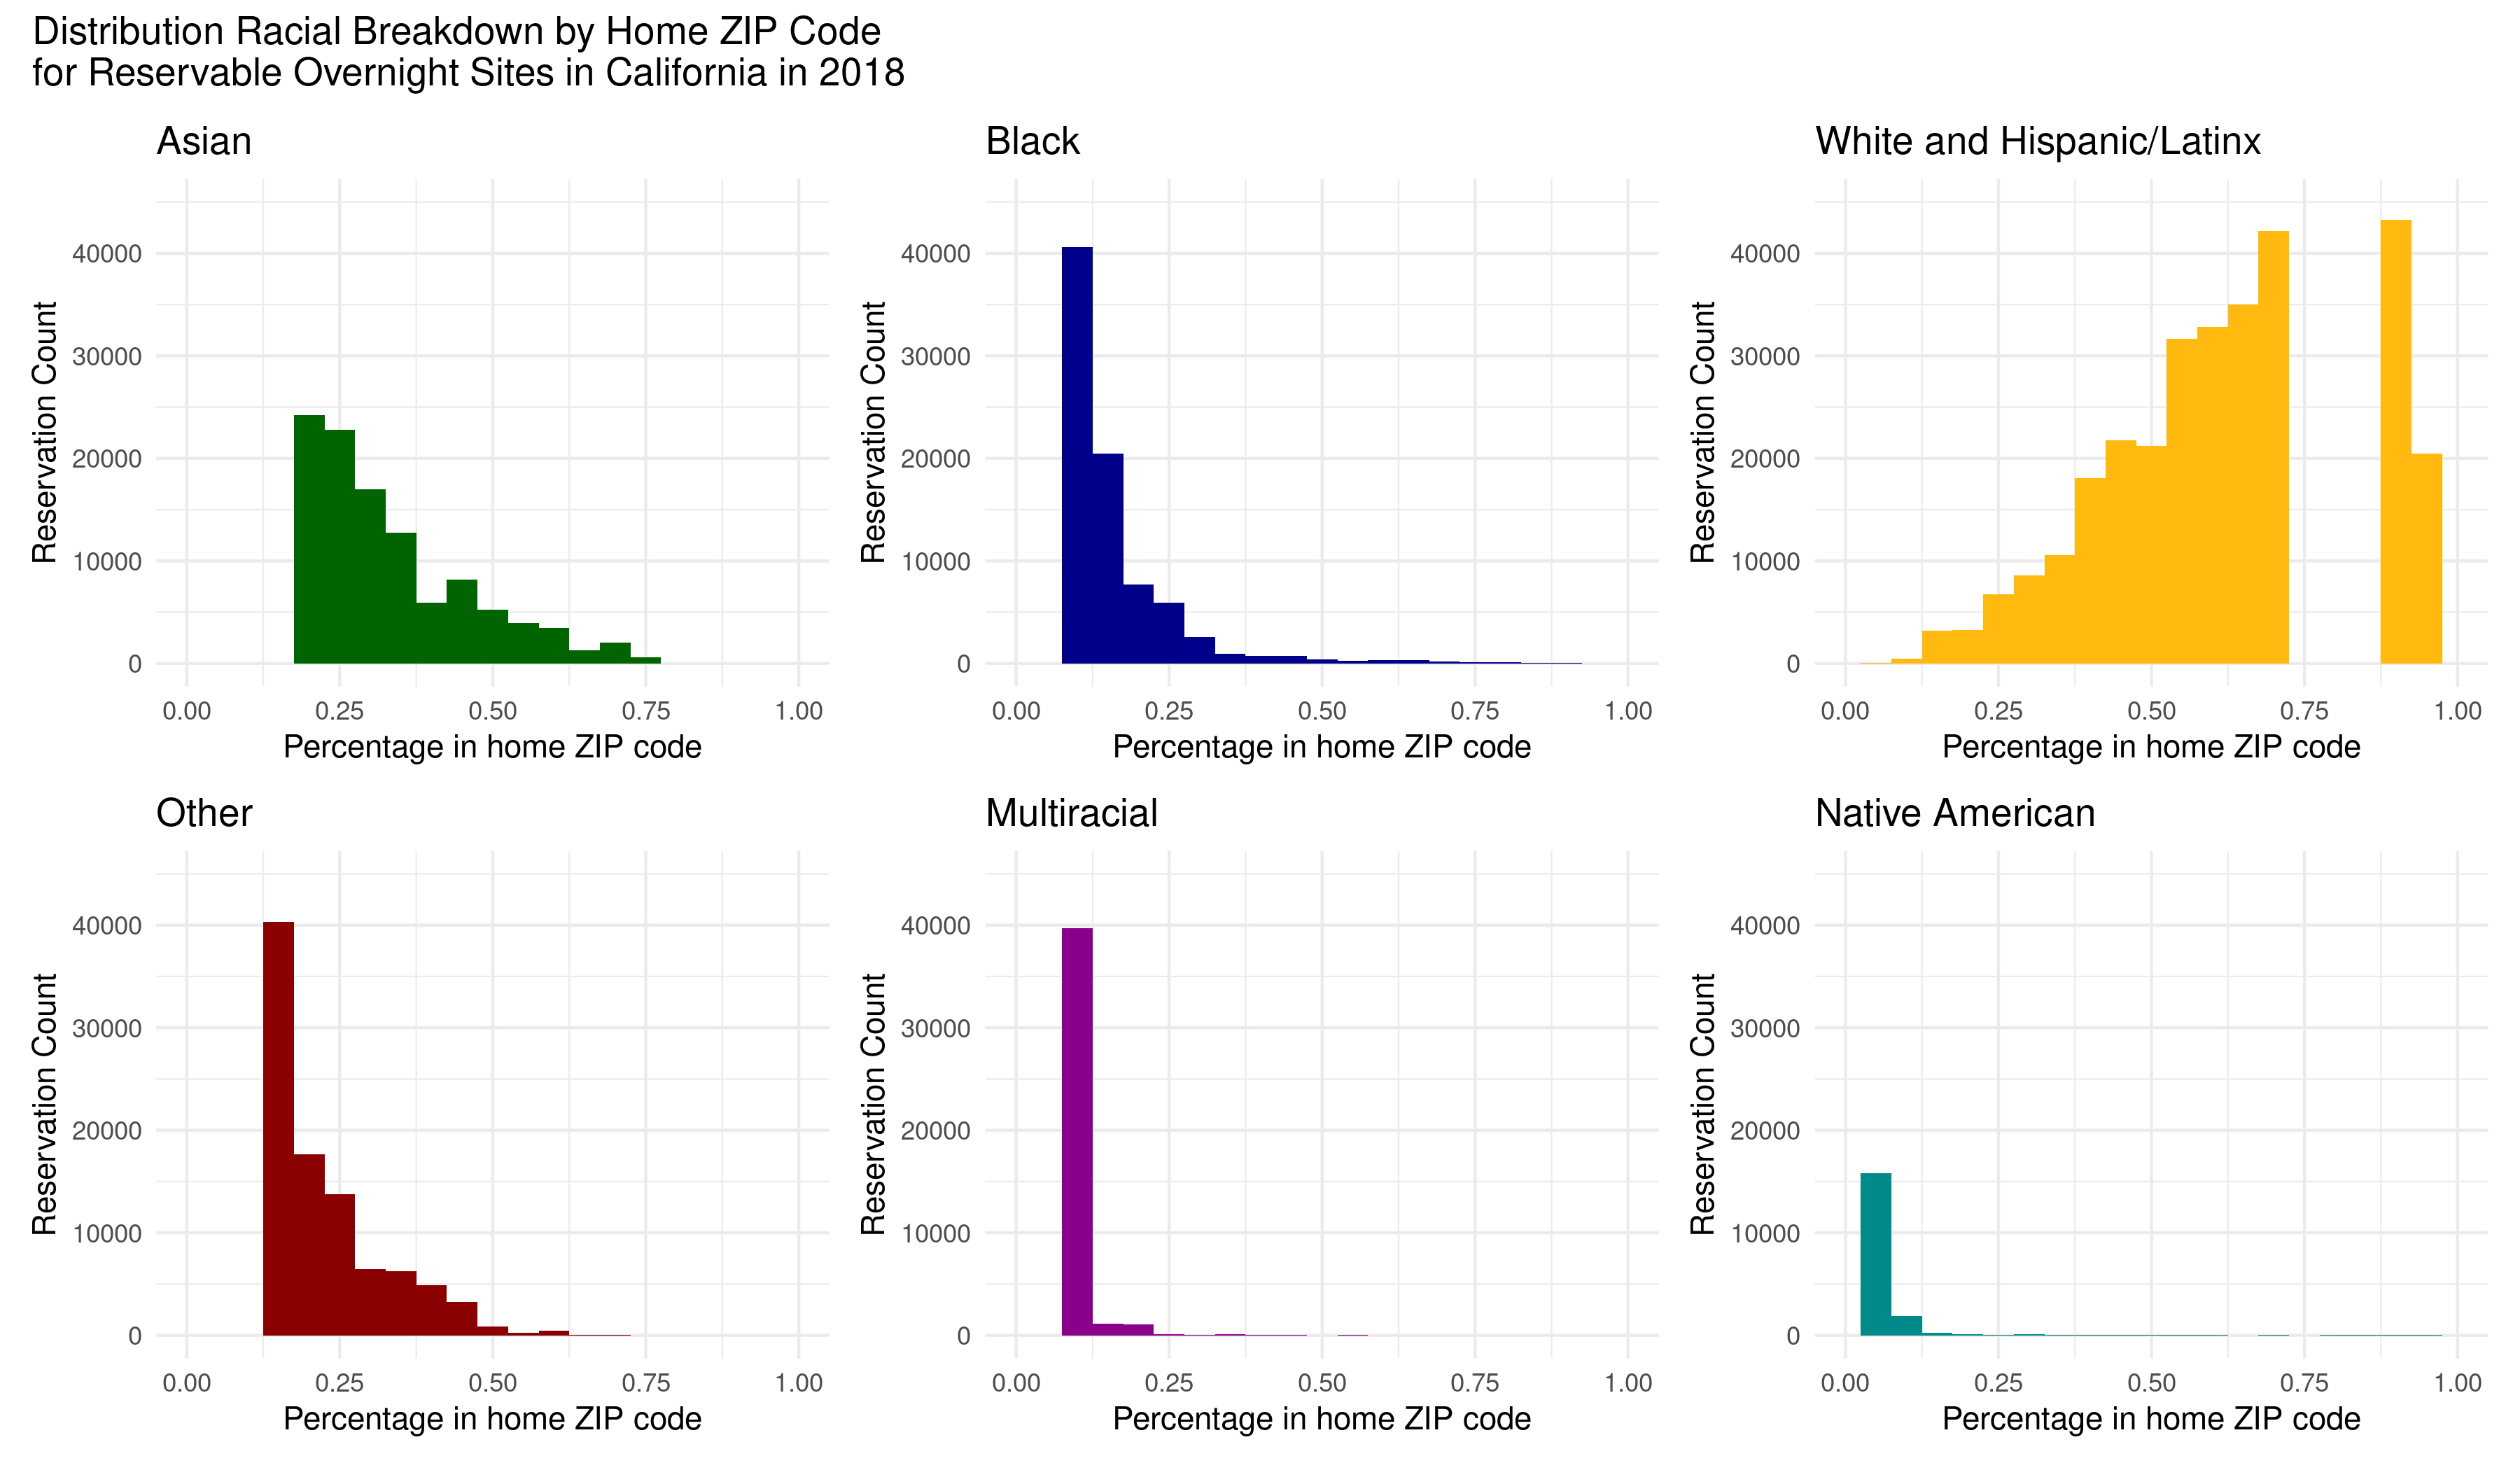 Distribution Racial Breakdown by Home ZIP Code
for Reservable Overnight Sites in California in 2018
Asian
Reservation Count
40000
30000
20000
10000
0
0.00 0.25 0.50 0.75 1.00
Percentage in home ZIP code
Black
Reservation Count
40000
30000
20000
10000
0
0.00 0.25 0.50 0.75 1.00
Percentage in home ZIP code
White and Hispanic/Latinx
Reservation Count
40000
30000
20000
10000
0
0.00 0.25 0.50 0.75 1.00
Percentage in home ZIP code
Other
Reservation Count
40000
30000
20000
10000
0
0.00 0.25 0.50 0.75 1.00
Percentage in home ZIP code
Multiracial
Reservation Count
40000
30000
20000
10000
0
0.00 0.25 0.50 0.75 1.00
Percentage in home ZIP code
Native American
Reservation Count
40000
30000
20000
10000
0
0.00 0.25 0.50 0.75 1.00
Percentage in home ZIP code